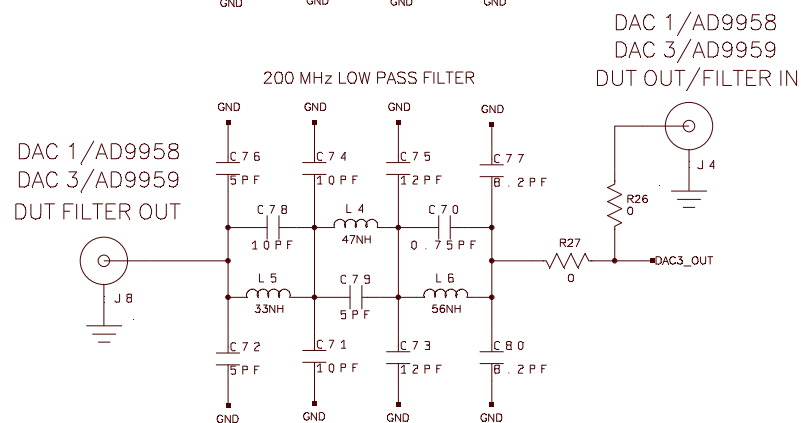 GND GND GND GND
DAC 1/AD9958
DAC 3/AD9959
DUT OUT/FILTER IN
200 MHz LOW PASS FILTER
GND GND GND GND
J4
DAC 1/AD9958
DAC 3/AD9959
DUT FILTER OUT
C76 C74 C75 C77
5PF 10PF 12PF 8.2PF
R26
0
C78 L4 C70
10PF 47NH 0.75PF
R27
0
DAC3_OUT
J8
L5 C79 L6
33NH 5PF 56NH
C72 C71 C73 C80
5PF 10PF 12PF 8.2PF
GND GND GND GND